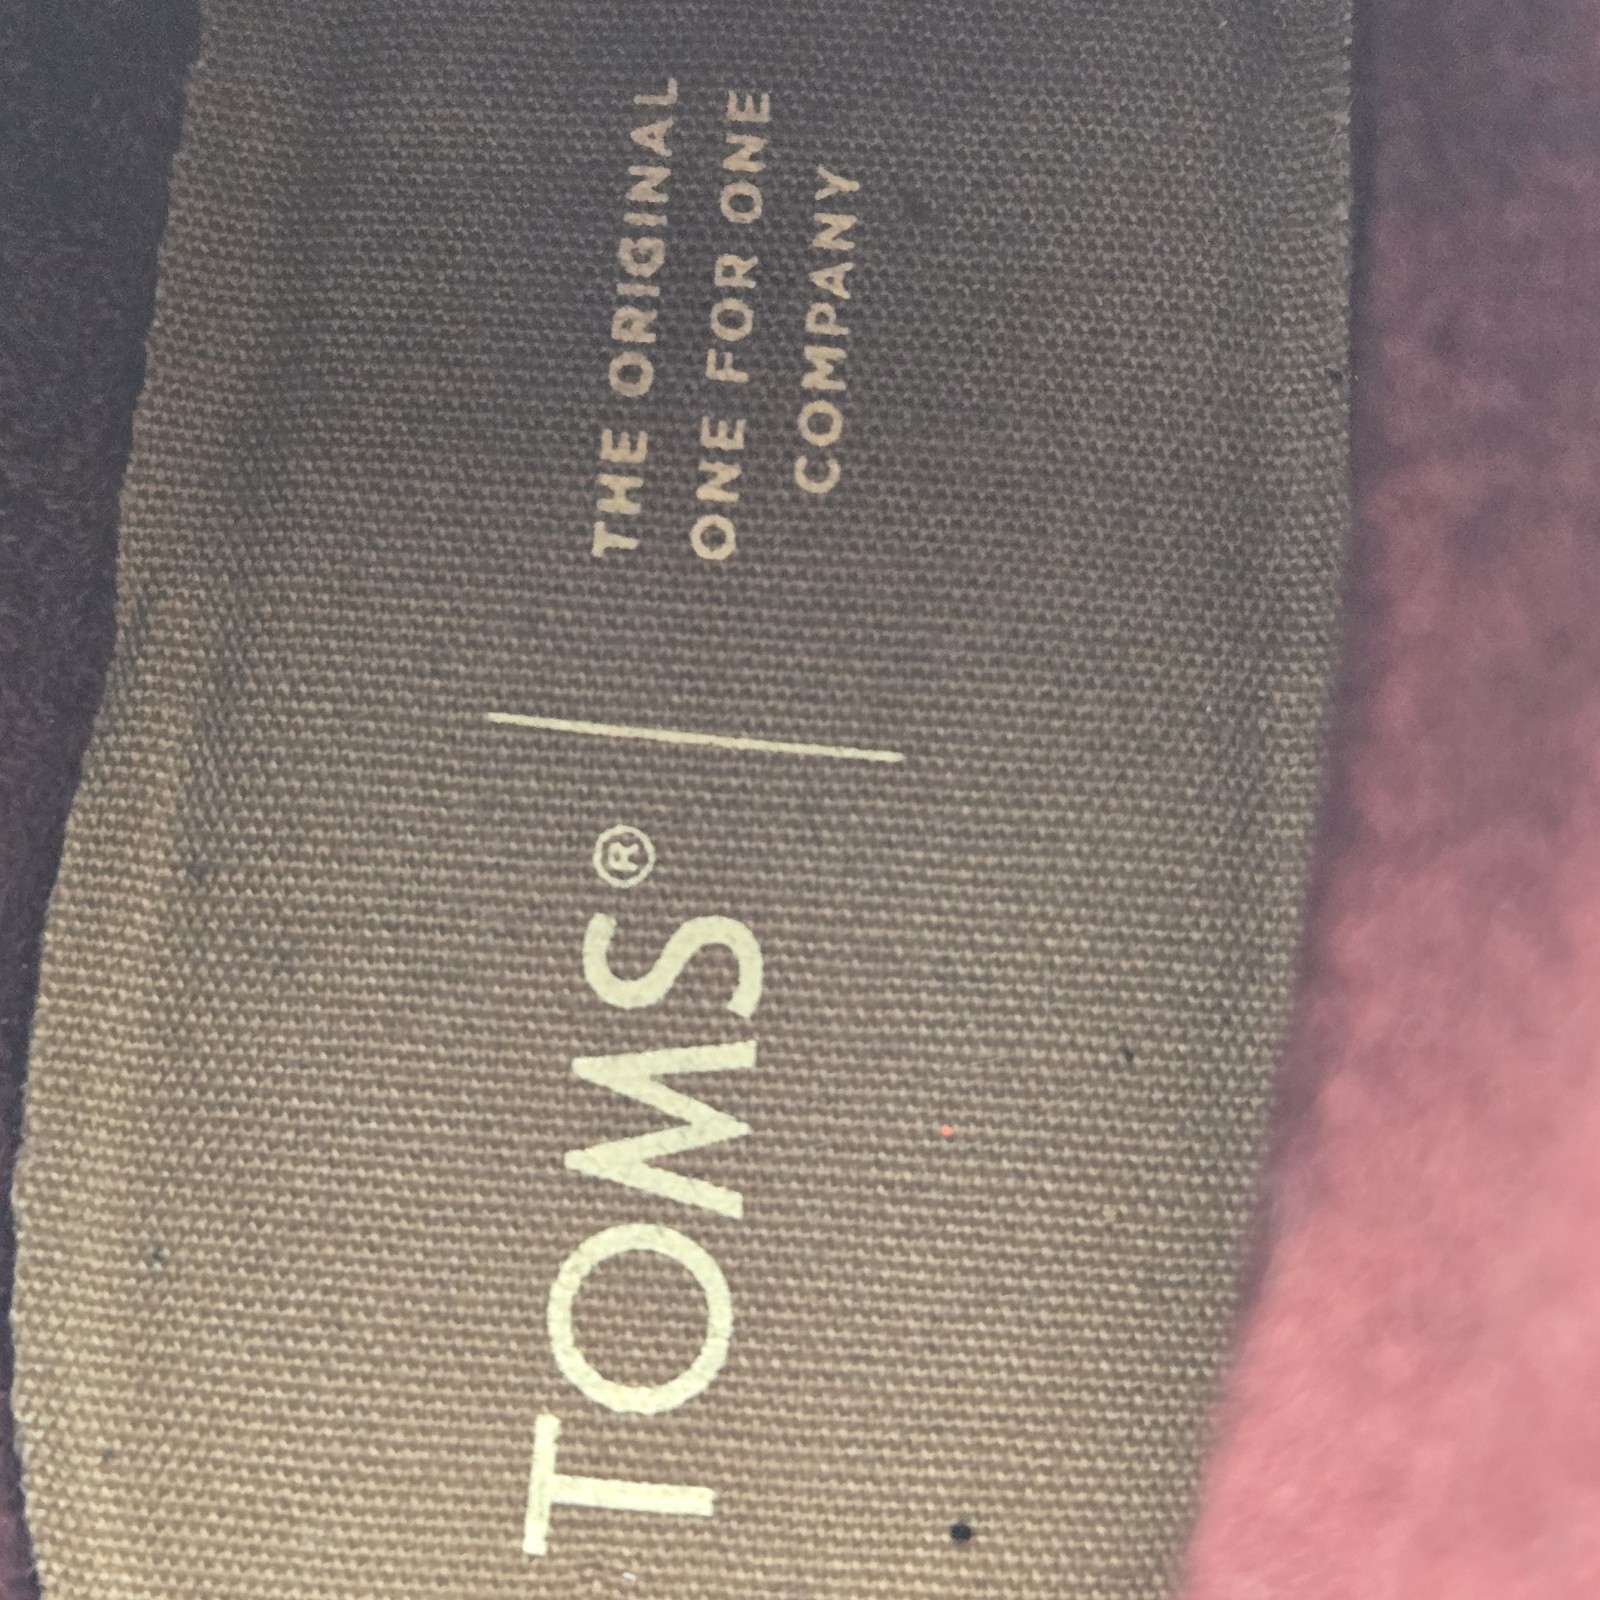 TOMS®
THE ORIGINAL
ONE FOR ONE
COMPANY